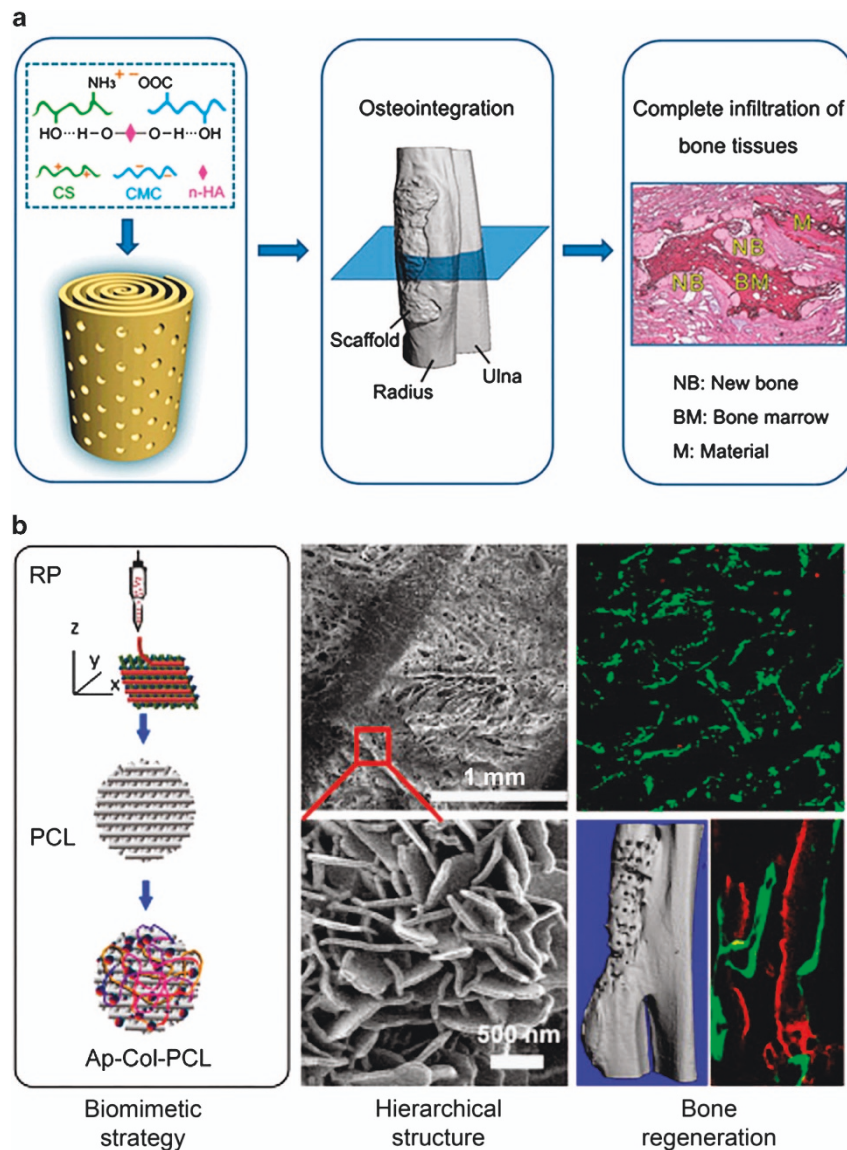 a
NH₃⁺ ⁻OOC
HO···H–O–O–H···OH
CS CMC n-HA
Osteointegration
Scaffold
Radius
Ulna
Complete infiltration of
bone tissues
M
NB
NB BM
NB: New bone
BM: Bone marrow
M: Material
b
RP
z
y
x
PCL
Ap-Col-PCL
Biomimetic
strategy
1 mm
500 nm
Hierarchical
structure
Bone
regeneration